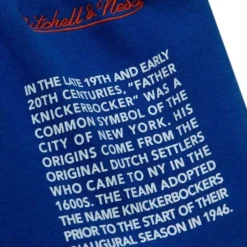 Mitchell & Ness
IN THE LATE 19TH AND EARLY
20TH CENTURIES, "FATHER
KNICKERBOCKER" WAS A
COMMON SYMBOL OF THE
CITY OF NEW YORK. HIS
ORIGINS COME FROM THE
ORIGINAL DUTCH SETTLERS
WHO CAME TO NY IN THE
1600S. THE TEAM ADOPTED
THE NAME KNICKERBOCKERS
PRIOR TO THE START OF THEIR
INAUGURAL SEASON IN 1946.